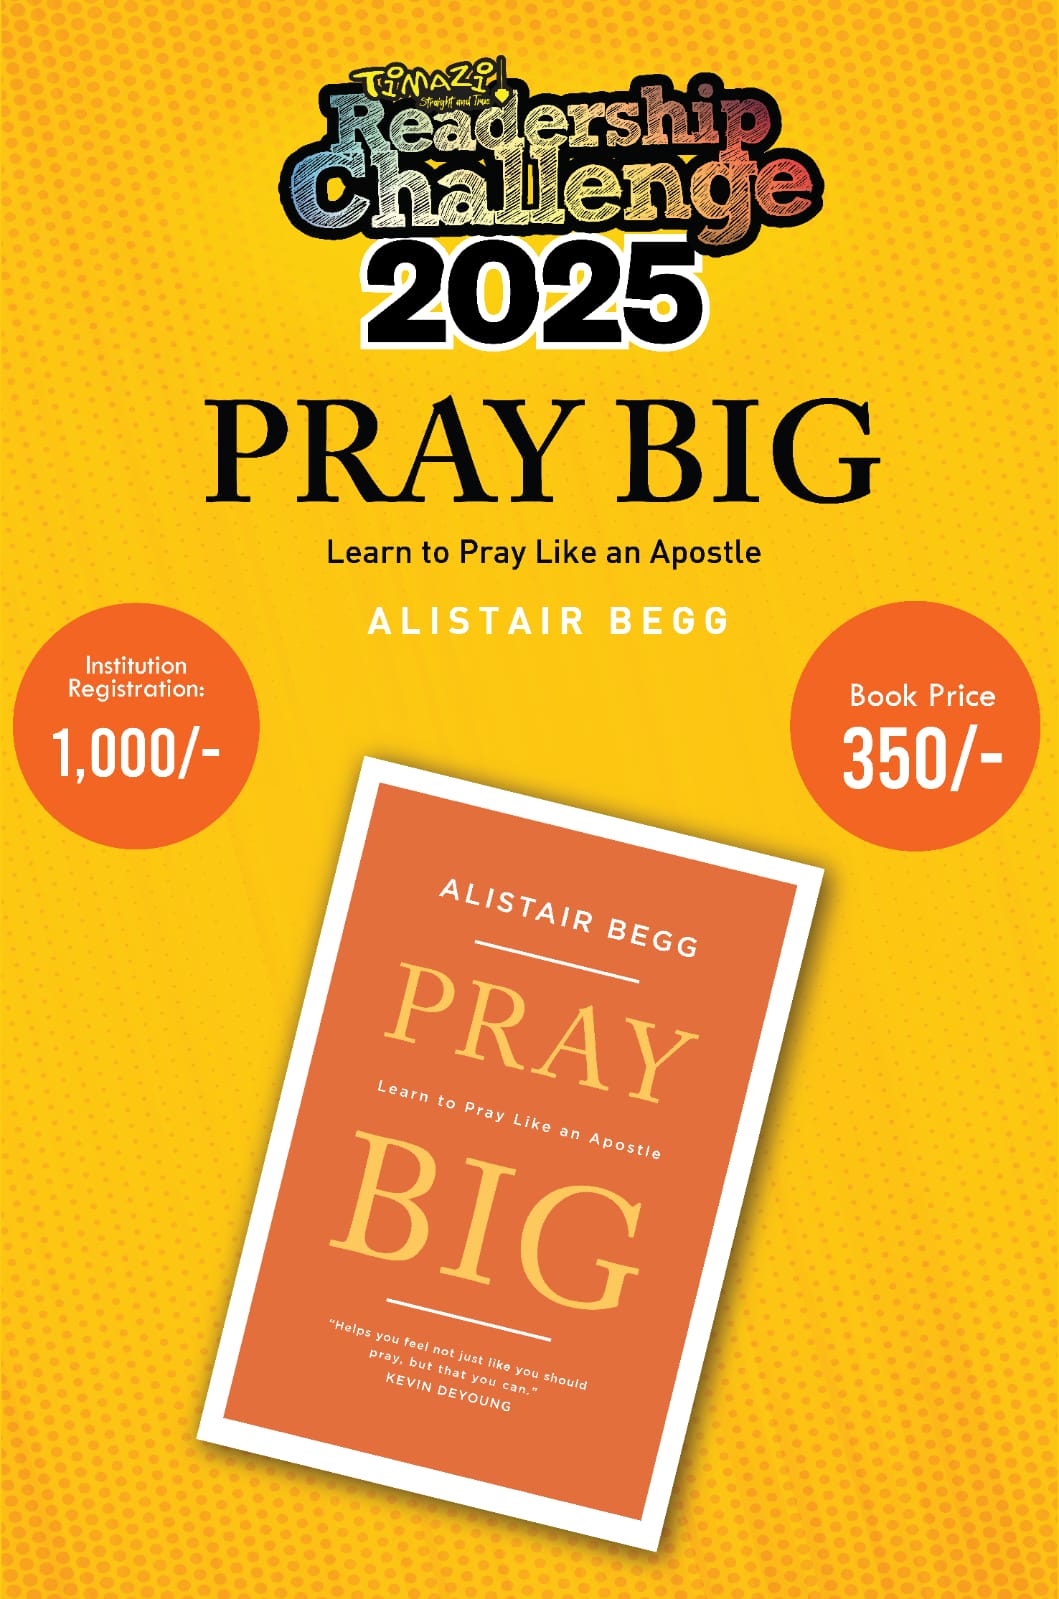 TiMAZi!
Straight and True
Readership
Challenge
2025
PRAY BIG
Learn to Pray Like an Apostle
ALISTAIR BEGG
Institution
Registration:
1,000/-
Book Price
350/-
ALISTAIR BEGG
PRAY
Learn to Pray Like an Apostle
BIG
"Helps you feel not just like you should
pray, but that you can."
KEVIN DEYOUNG